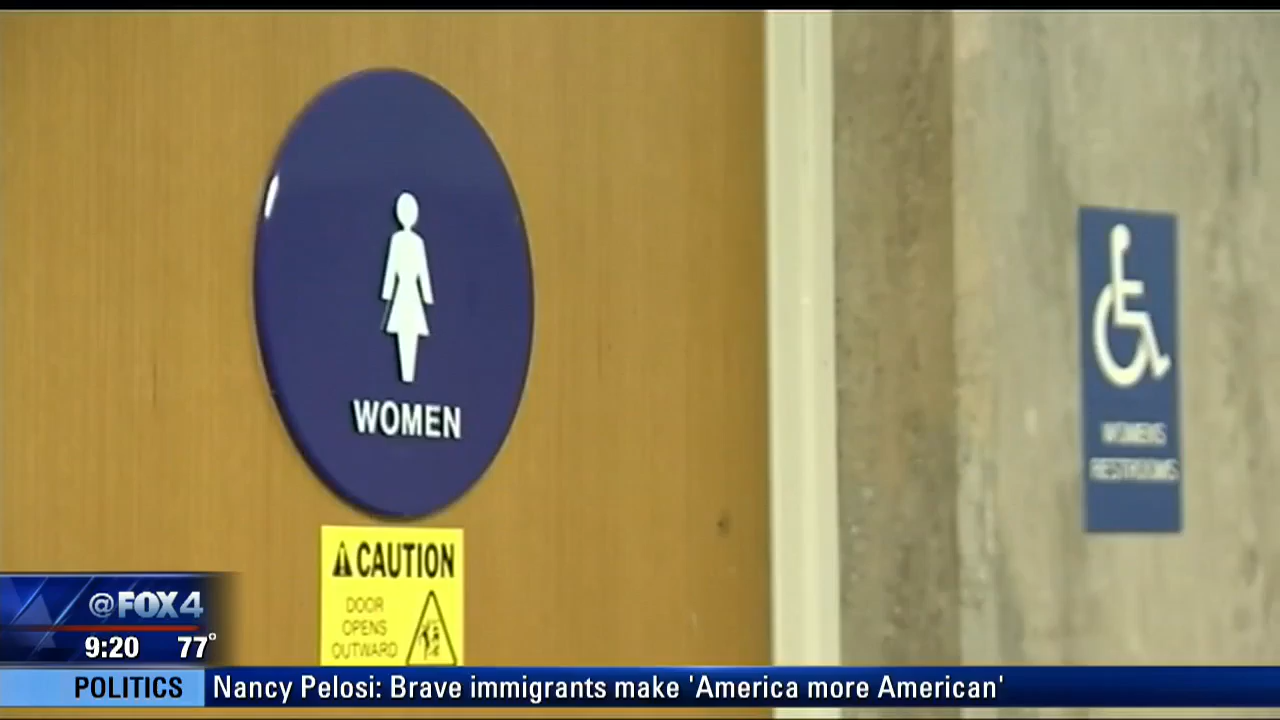 WOMEN
CAUTION
DOOR
OPENS
OUTWARD
WOMENS
RESTROOMS
@FOX4
9:20 77°
POLITICS Nancy Pelosi: Brave immigrants make 'America more American'